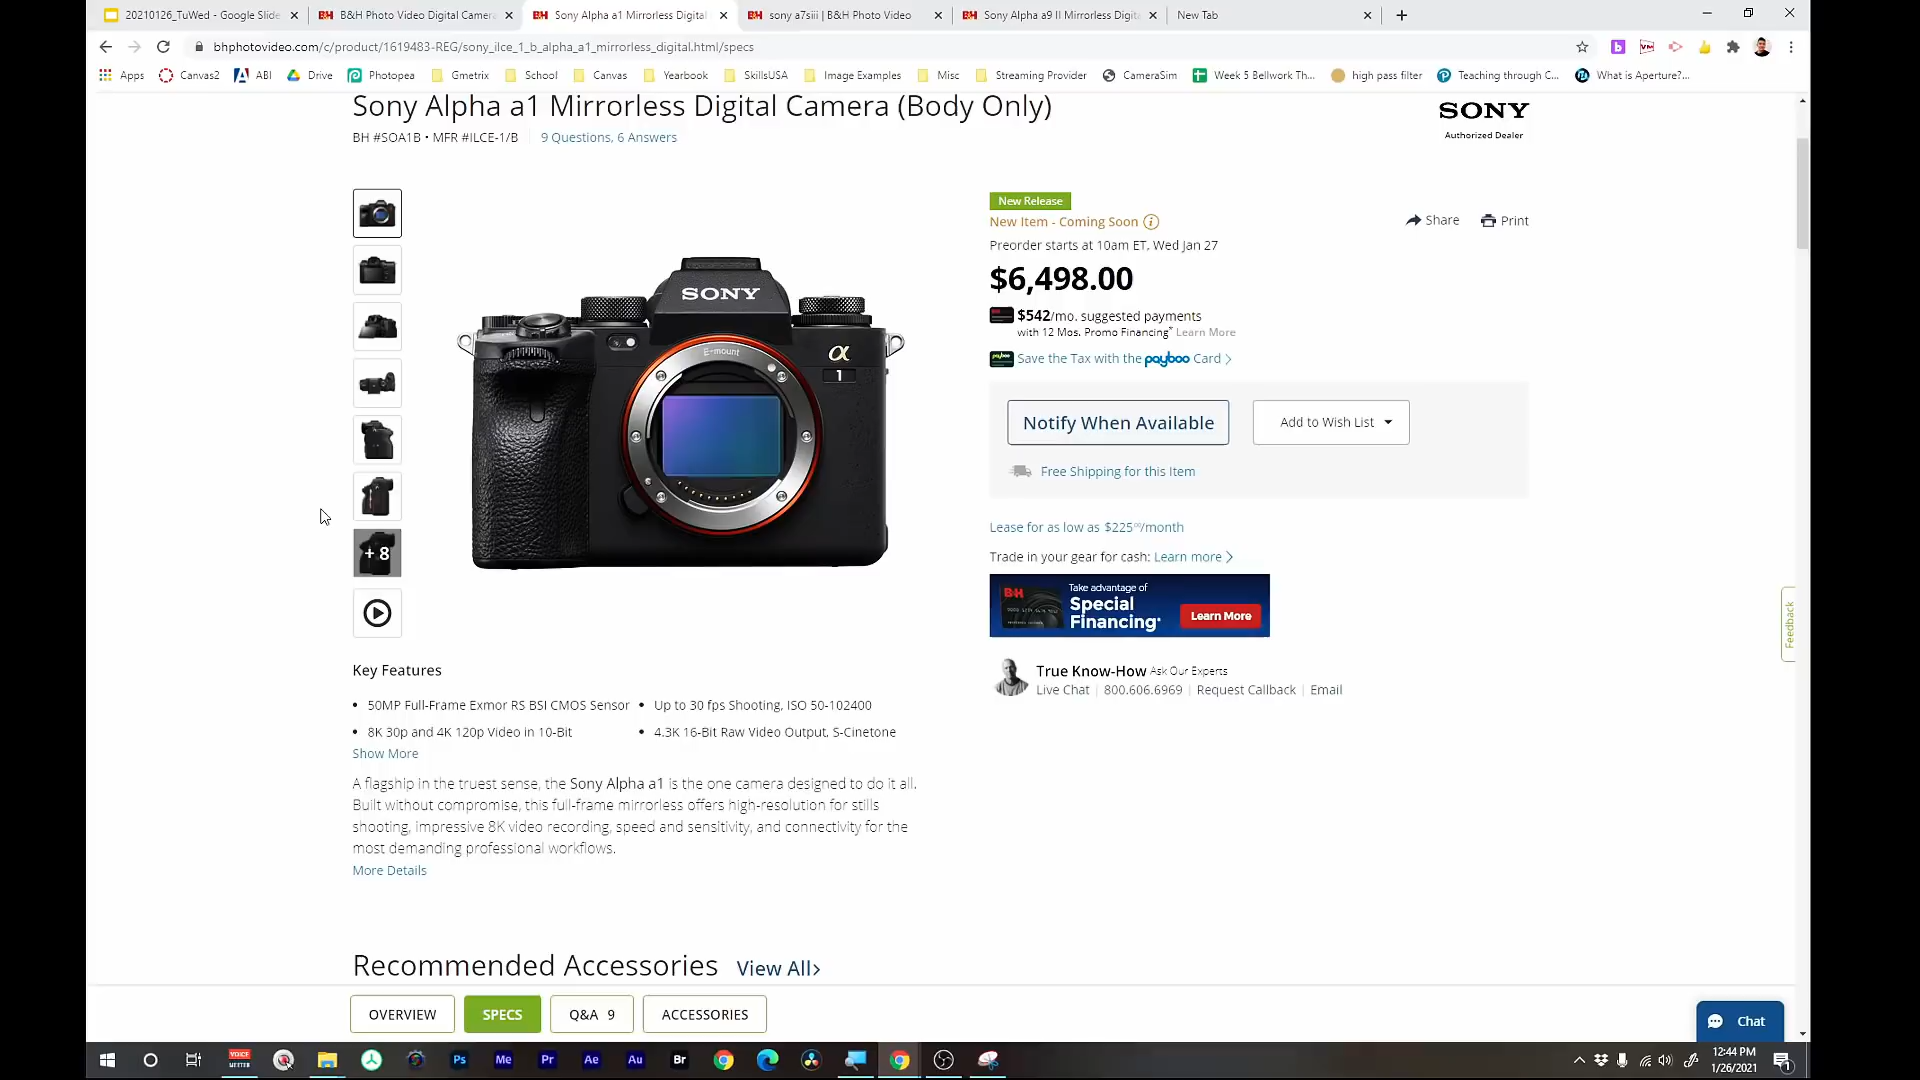 20210126_TuWed - Google Slide
B&H Photo Video Digital Camera
Sony Alpha a1 Mirrorless Digital
sony a7siii | B&H Photo Video
Sony Alpha a9 II Mirrorless Digita
New Tab
bhphotovideo.com/c/product/1619483-REG/sony_ilce_1_b_alpha_a1_mirrorless_digital.html/specs
Apps Canvas2 ABI Drive Photopea Gmetrix School Canvas Yearbook SkillsUSA Image Examples Misc Streaming Provider CameraSim Week 5 Bellwork Th... high pass filter Teaching through C... What is Aperture?...
Sony Alpha a1 Mirrorless Digital Camera (Body Only)
BH #SOA1B • MFR #ILCE-1/B 9 Questions, 6 Answers
SONY
Authorized Dealer
New Release
New Item - Coming Soon
Share Print
Preorder starts at 10am ET, Wed Jan 27
$6,498.00
$542/mo. suggested payments
with 12 Mos. Promo Financing* Learn More
Save the Tax with the payboo Card >
Notify When Available
Add to Wish List
Free Shipping for this Item
Lease for as low as $225⁰⁰/month
Trade in your gear for cash: Learn more >
B&H
Take advantage of
Special
Financing*
Learn More
True Know-How Ask Our Experts
Live Chat | 800.606.6969 | Request Callback | Email
SONY
E-mount
α
1
+ 8
Key Features
• 50MP Full-Frame Exmor RS BSI CMOS Sensor
• Up to 30 fps Shooting, ISO 50-102400
• 8K 30p and 4K 120p Video in 10-Bit
• 4.3K 16-Bit Raw Video Output, S-Cinetone
Show More
A flagship in the truest sense, the Sony Alpha a1 is the one camera designed to do it all.
Built without compromise, this full-frame mirrorless offers high-resolution for stills
shooting, impressive 8K video recording, speed and sensitivity, and connectivity for the
most demanding professional workflows.
More Details
Feedback
Recommended Accessories View All>
OVERVIEW SPECS Q&A 9 ACCESSORIES
Chat
VOICE
MEETER
Ps Me Pr Ae Au Br
12:44 PM
1/26/2021
1